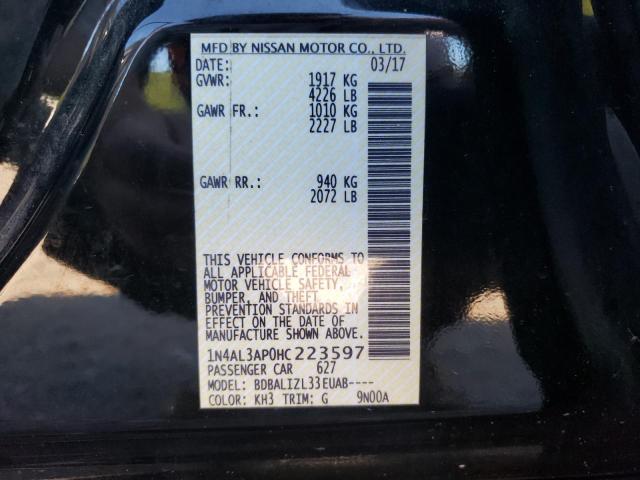 MFD BY NISSAN MOTOR CO., LTD.
DATE: 03/17
GVWR: 1917 KG
4226 LB
GAWR FR.: 1010 KG
2227 LB
GAWR RR.: 940 KG
2072 LB
THIS VEHICLE CONFORMS TO
ALL APPLICABLE FEDERAL
MOTOR VEHICLE SAFETY,
BUMPER, AND THEFT
PREVENTION STANDARDS IN
EFFECT ON THE DATE OF
MANUFACTURE SHOWN ABOVE.
1N4AL3AP0HC223597
PASSENGER CAR 627
MODEL: BDBALIZL33EUAB----
COLOR: KH3 TRIM: G 9N00A